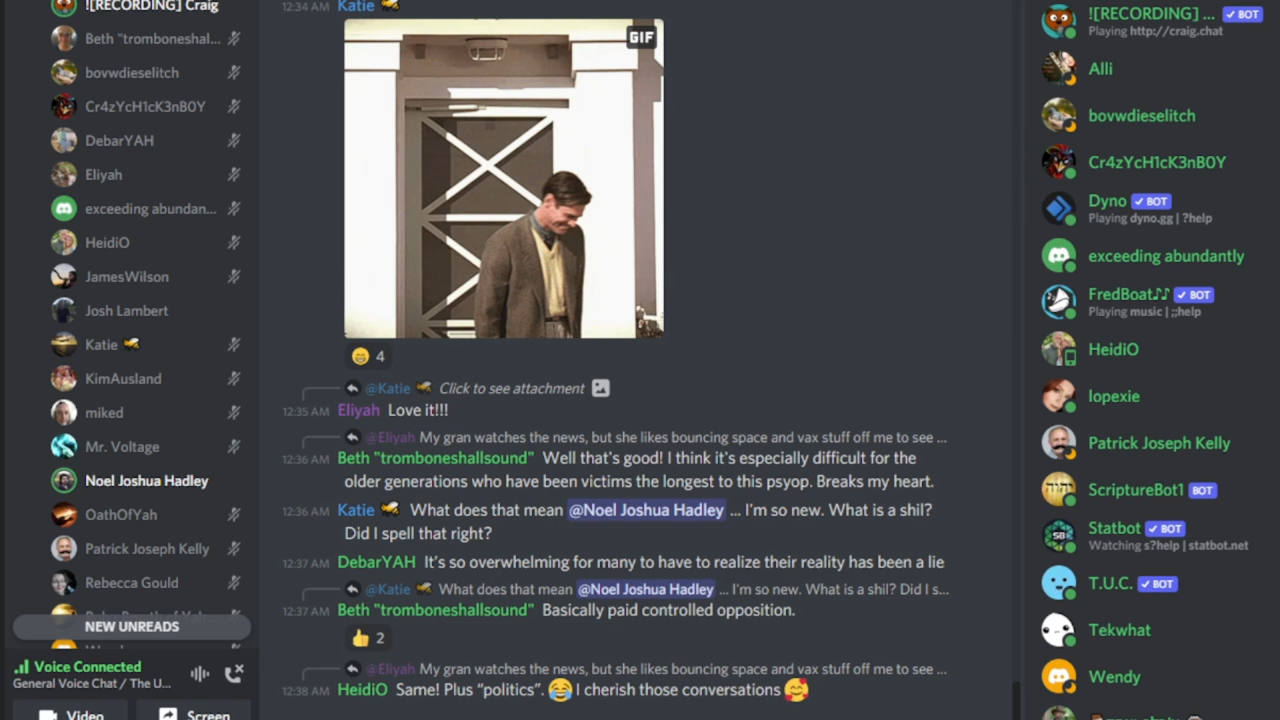 ![RECORDING] Craig
Beth "tromboneshal...
bovwdieselitch
Cr4zYcH1cK3nB0Y
DebarYAH
Eliyah
exceeding abundan...
HeidiO
JamesWilson
Josh Lambert
Katie
KimAusland
miked
Mr. Voltage
Noel Joshua Hadley
OathOfYah
Patrick Joseph Kelly
Rebecca Gould
NEW UNREADS
Voice Connected
General Voice Chat / The U...
Video
Screen
12:34 AM Katie
GIF
4
@Katie Click to see attachment
12:35 AM Eliyah Love it!!!
@Eliyah My gran watches the news, but she likes bouncing space and vax stuff off me to see ...
12:36 AM Beth "tromboneshallsound" Well that's good! I think it's especially difficult for the
older generations who have been victims the longest to this psyop. Breaks my heart.
12:36 AM Katie What does that mean @Noel Joshua Hadley ... I'm so new. What is a shil?
Did I spell that right?
12:37 AM DebarYAH It's so overwhelming for many to have to realize their reality has been a lie
@Katie What does that mean @Noel Joshua Hadley ... I'm so new. What is a shil? Did I s...
12:37 AM Beth "tromboneshallsound" Basically paid controlled opposition.
👍 2
@Eliyah My gran watches the news, but she likes bouncing space and vax stuff off me to see ...
12:38 AM HeidiO Same! Plus “politics”. 😂 I cherish those conversations 🥰
![RECORDING] ... ✓ BOT
Playing http://craig.chat
Alli
bovwdieselitch
Cr4zYcH1cK3nB0Y
Dyno ✓ BOT
Playing dyno.gg | ?help
exceeding abundantly
FredBoat♪♪ ✓ BOT
Playing music | ;;help
HeidiO
lopexie
Patrick Joseph Kelly
ScriptureBot1 BOT
יהוה
Statbot ✓ BOT
SB
Watching s?help | statbot.net
T.U.C. ✓ BOT
Tekwhat
Wendy